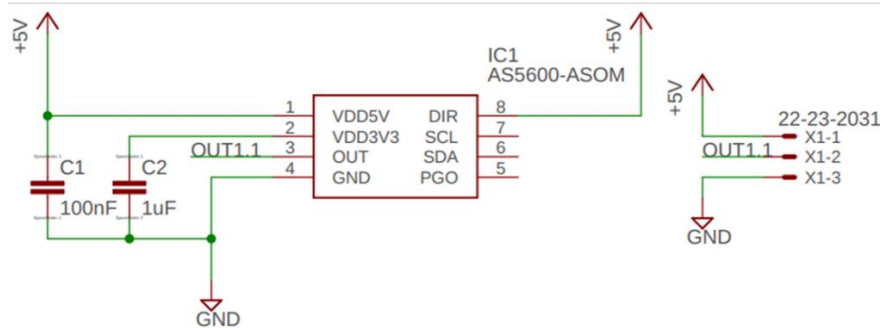 +5V
+5V
IC1
AS5600-ASOM
+5V
22-23-2031
1 VDD5V DIR 8
2 VDD3V3 SCL 7
OUT1.1 3 OUT SDA 6
4 GND PGO 5
OUT1.1
X1-1
X1-2
X1-3
C1
100nF
C2
1uF
GND
GND